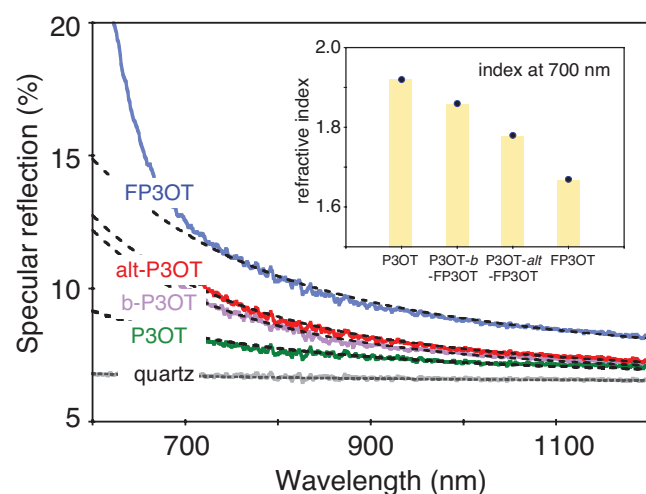 20
15
10
5
Specular reflection (%)
FP3OT
alt-P3OT
b-P3OT
P3OT
quartz
700
900
1100
Wavelength (nm)
2.0
1.8
1.6
refractive index
index at 700 nm
P3OT
P3OT-b
-FP3OT
P3OT-alt
-FP3OT
FP3OT